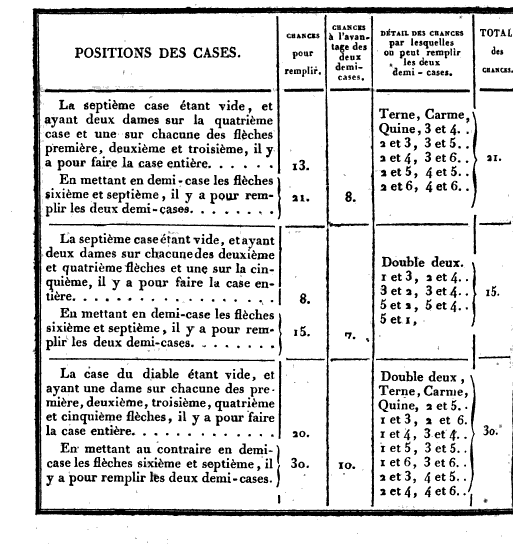 POSITIONS DES CASES.
CHANCES
pour
remplir.
CHANCES
à l'avan-
tage des
deux
demi-
cases.
DÉTAIL DES CHANCES
par lesquelles
on peut remplir
les deux
demi-cases.
TOTAL
des
CHANCES.
La septième case étant vide, et
ayant deux dames sur la quatrième
case et une sur chacune des flèches
première, deuxième et troisième, il y
a pour faire la case entière. . . . . .
13.
En mettant en demi-case les flèches
sixième et septième, il y a pour rem-
plir les deux demi-cases. . . . . . . .
21.
8.
Terne, Carme,
Quine, 3 et 4. .
2 et 3, 3 et 5. .
2 et 4, 3 et 6. .
2 et 5, 4 et 5. .
2 et 6, 4 et 6. .
21.
La septième case étant vide, et ayant
deux dames sur chacune des deuxième
et quatrième flèches et une sur la cin-
quième, il y a pour faire la case en-
tière. . . . . . . . . . . . . . . . . .
8.
En mettant en demi-case les flèches
sixième et septième, il y a pour rem-
plir les deux demi-cases. . . . . . . .
15.
7.
Double deux.
1 et 3, 2 et 4. .
3 et 2, 3 et 4. .
5 et 2, 5 et 4. .
5 et 1,
15.
La case du diable étant vide, et
ayant une dame sur chacune des pre-
mière, deuxième, troisième, quatrième
et cinquième flèches, il y a pour faire
la case entière. . . . . . . . . . . . .
20.
En mettant au contraire en demi-
case les flèches sixième et septième, il
y a pour remplir les deux demi-cases.
30.
10.
Double deux,
Terne, Carme,
Quine, 2 et 5. .
1 et 3, 2 et 6.
1 et 4, 3 et 4. .
1 et 5, 3 et 5. .
1 et 6, 3 et 6. .
2 et 3, 4 et 5. .
2 et 4, 4 et 6. .
30.